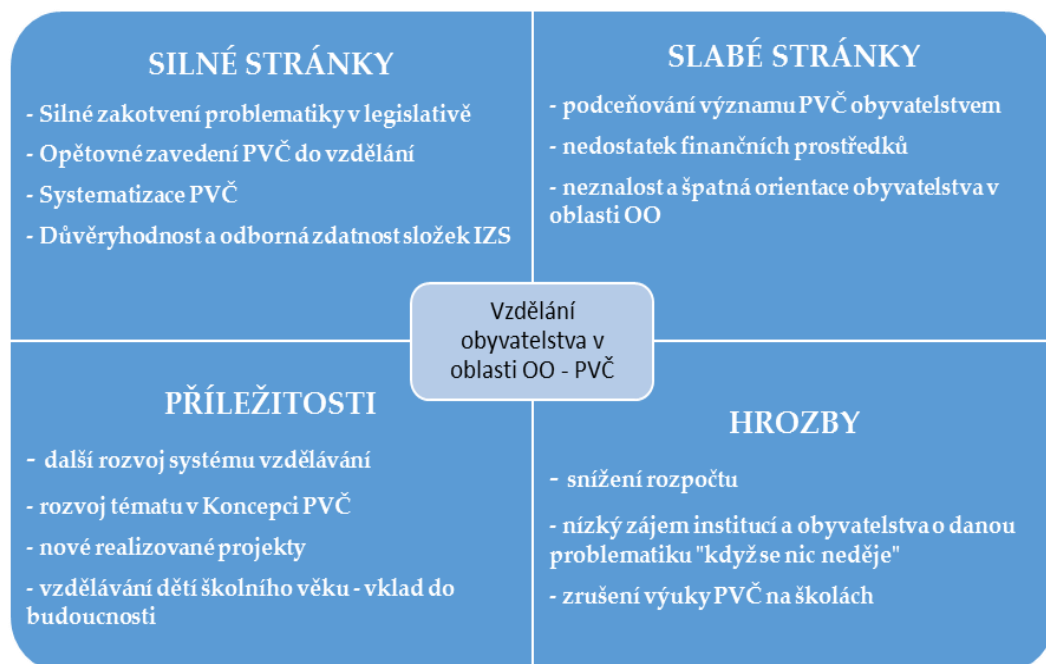 SILNÉ STRÁNKY
- Silné zakotvení problematiky v legislativě
- Opětovné zavedení PVČ do vzdělání
- Systematizace PVČ
- Důvěryhodnost a odborná zdatnost složek IZS
SLABÉ STRÁNKY
- podceňování významu PVČ obyvatelstvem
- nedostatek finančních prostředků
- neznalost a špatná orientace obyvatelstva v
oblasti OO
Vzdělání
obyvatelstva v
oblasti OO - PVČ
PŘÍLEŽITOSTI
- další rozvoj systému vzdělávání
- rozvoj tématu v Koncepci PVČ
- nové realizované projekty
- vzdělávání dětí školního věku - vklad do
budoucnosti
HROZBY
- snížení rozpočtu
- nízký zájem institucí a obyvatelstva o danou
problematiku "když se nic neděje"
- zrušení výuky PVČ na školách